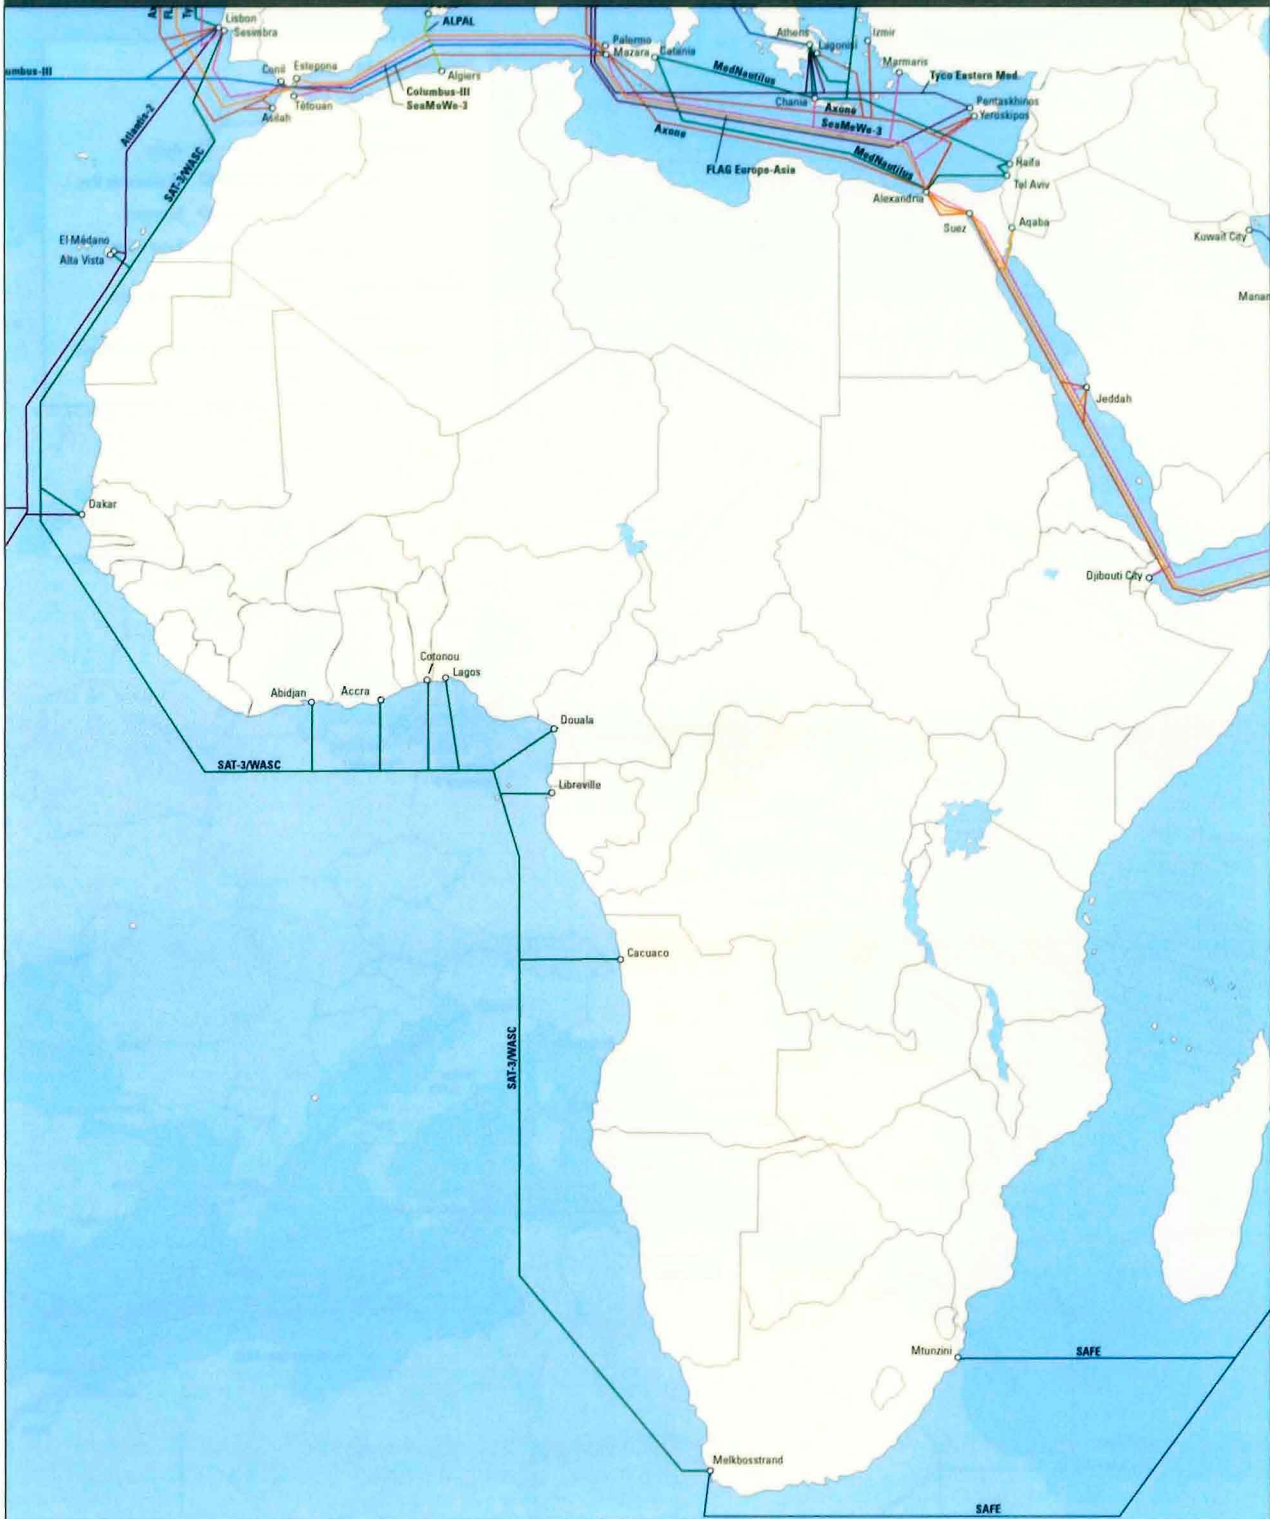 Lisbon
Sesimbra
ALPAL
Palermo
Mazara
Catania
Athens
Lagonisi
Izmir
Marmaris
umbus-III
Conil
Estepona
Algiers
MedNautilus
Tyco Eastern Med
Columbus-III
SeaMeWe-3
Tétouan
Asilah
Atlantis-2
Chania
Axone
Pentaskhinos
Yeroskipos
SeaMeWe-3
Axone
SAT-3/WASC
MedNautilus
FLAG Europe-Asia
Haifa
Tel Aviv
Alexandria
Suez
Aqaba
Kuwait City
El Médano
Alta Vista
Manam
Jeddah
Dakar
Djibouti City
Cotonou
Lagos
Abidjan
Accra
Douala
SAT-3/WASC
Libreville
Cacuaco
SAT-3/WASC
Mtunzini
SAFE
Melkbosstrand
SAFE